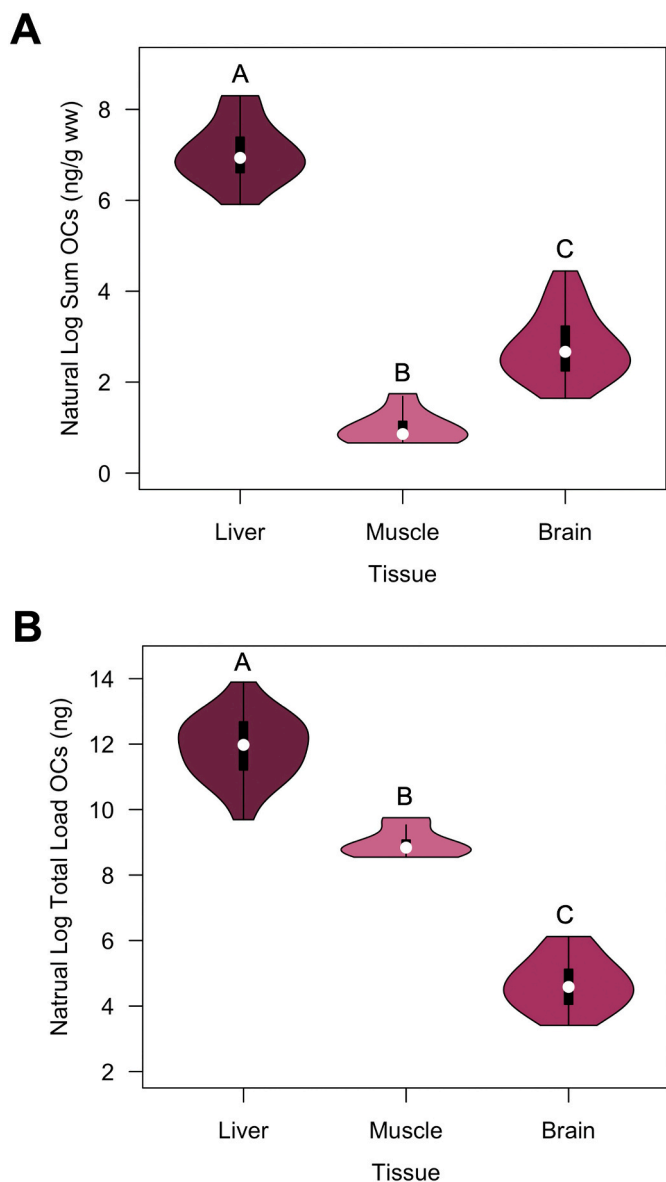 A
Natural Log Sum OCs (ng/g ww)
8
6
4
2
0
A
B
C
Liver Muscle Brain
Tissue
B
Natrual Log Total Load OCs (ng)
14
12
10
8
6
4
2
A
B
C
Liver Muscle Brain
Tissue